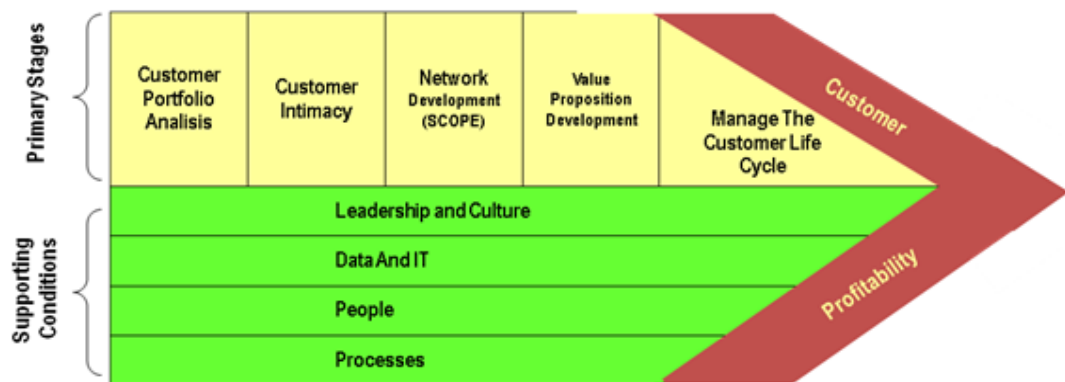 Primary Stages
Customer
Portfolio
Analisis
Customer
Intimacy
Network
Development
(SCOPE)
Value
Proposition
Development
Manage The
Customer Life
Cycle
Customer
Supporting
Conditions
Leadership and Culture
Data And IT
People
Processes
Profitability